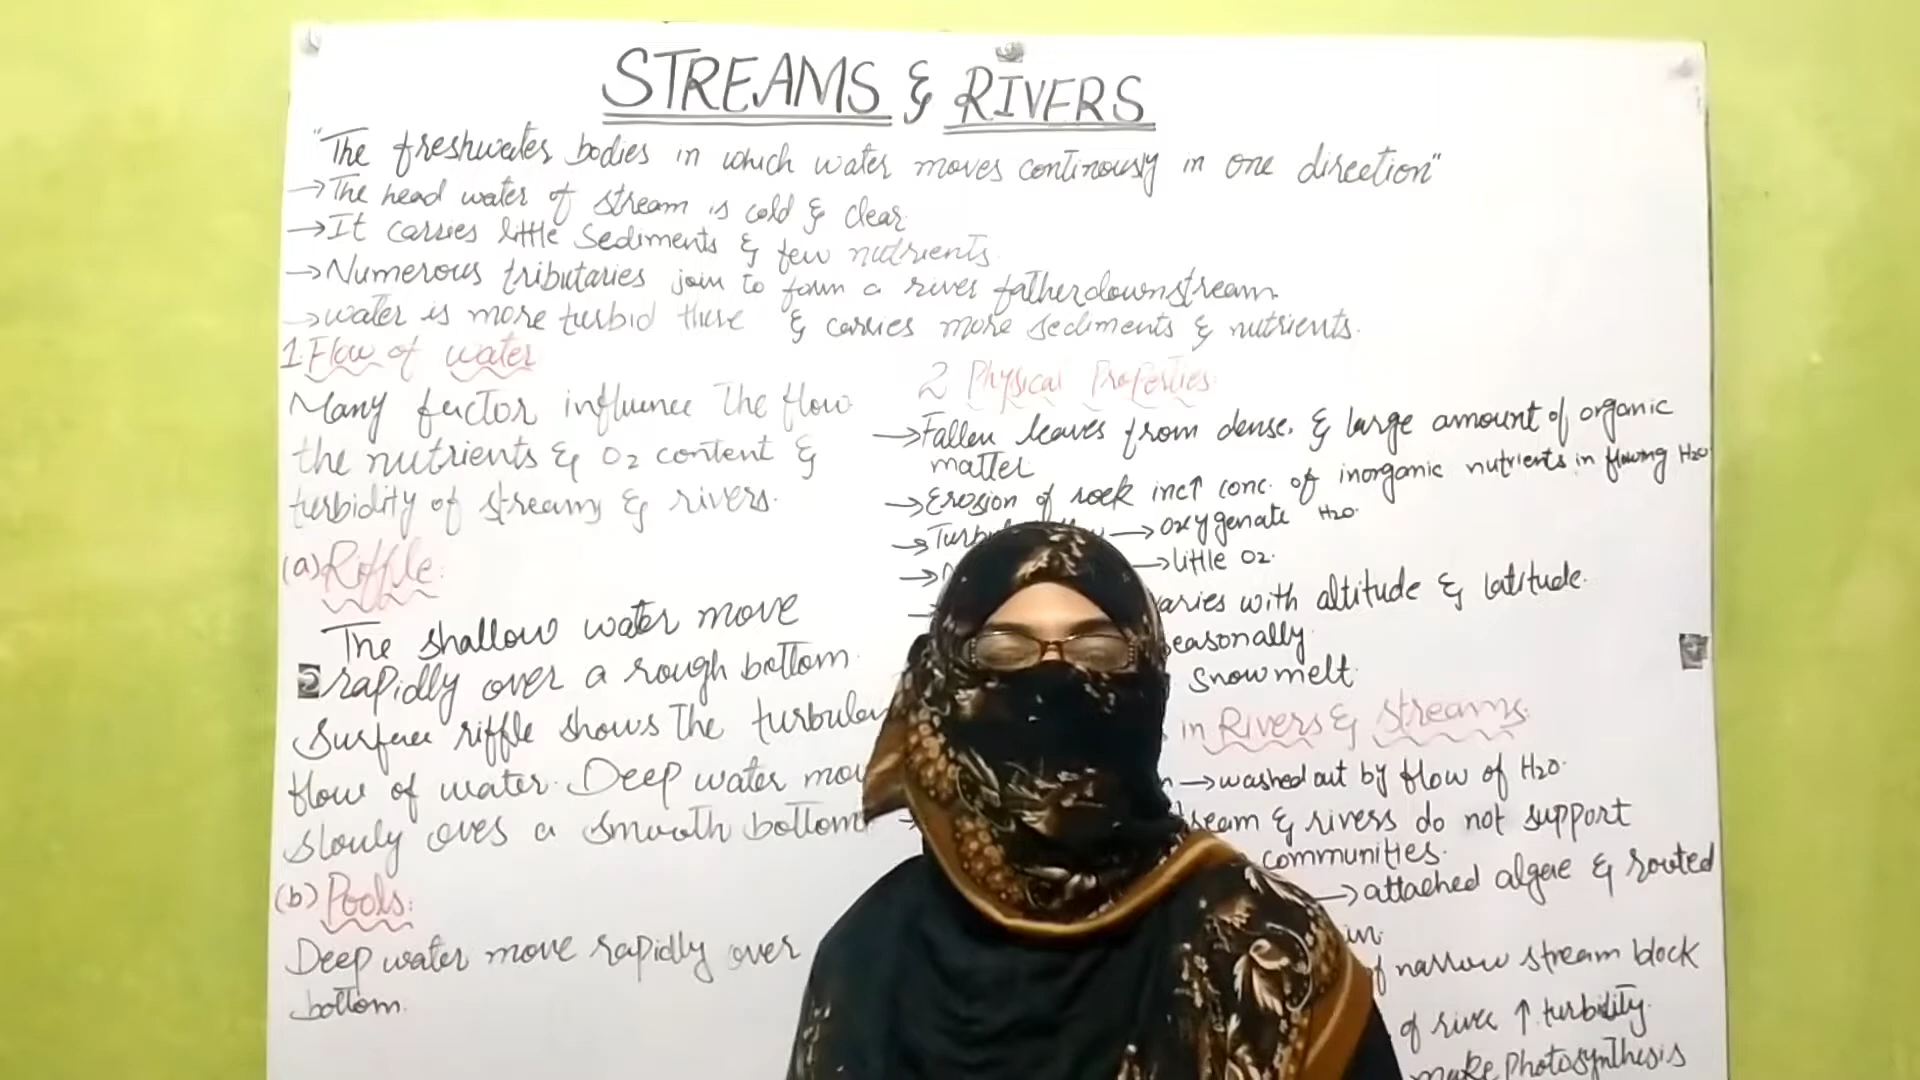 STREAMS & RIVERS
"The freshwater bodies in which water moves continously in one direction"
→The head water of stream is cold & clear
→It carries little Sediments & few nutrients.
→Numerous tributaries join to form a river fatherdownstream.
→water is more turbid there & carries more sediments & nutrients.
1.Flow of water
Many factor influence the flow
the nutrients & O2 content &
turbidity of streams & rivers.
(a) Riffle:
The shallow water move
rapidly over a rough bottom.
Surface riffle shows the turbulen
flow of water. Deep water mov
slowly over a smooth bottom
(b) Pools:
Deep water move rapidly over
bottom.
2 Physical Properties:
→Fallen leaves from dense. & large amount of organic
matter
→Erosion of rock inc↑ conc. of inorganic nutrients in flowing H2O
→Turbu →oxygenate H2O.
→little O2.
aries with altitude & latitude.
easonally.
Snowmelt.
in Rivers & Streams.
→washed out by flow of H2O.
tream & rivers do not support
communities.
→attached algae & rooted
in:
of narrow stream block
of river ↑ turbidity.
make Photosynthesis